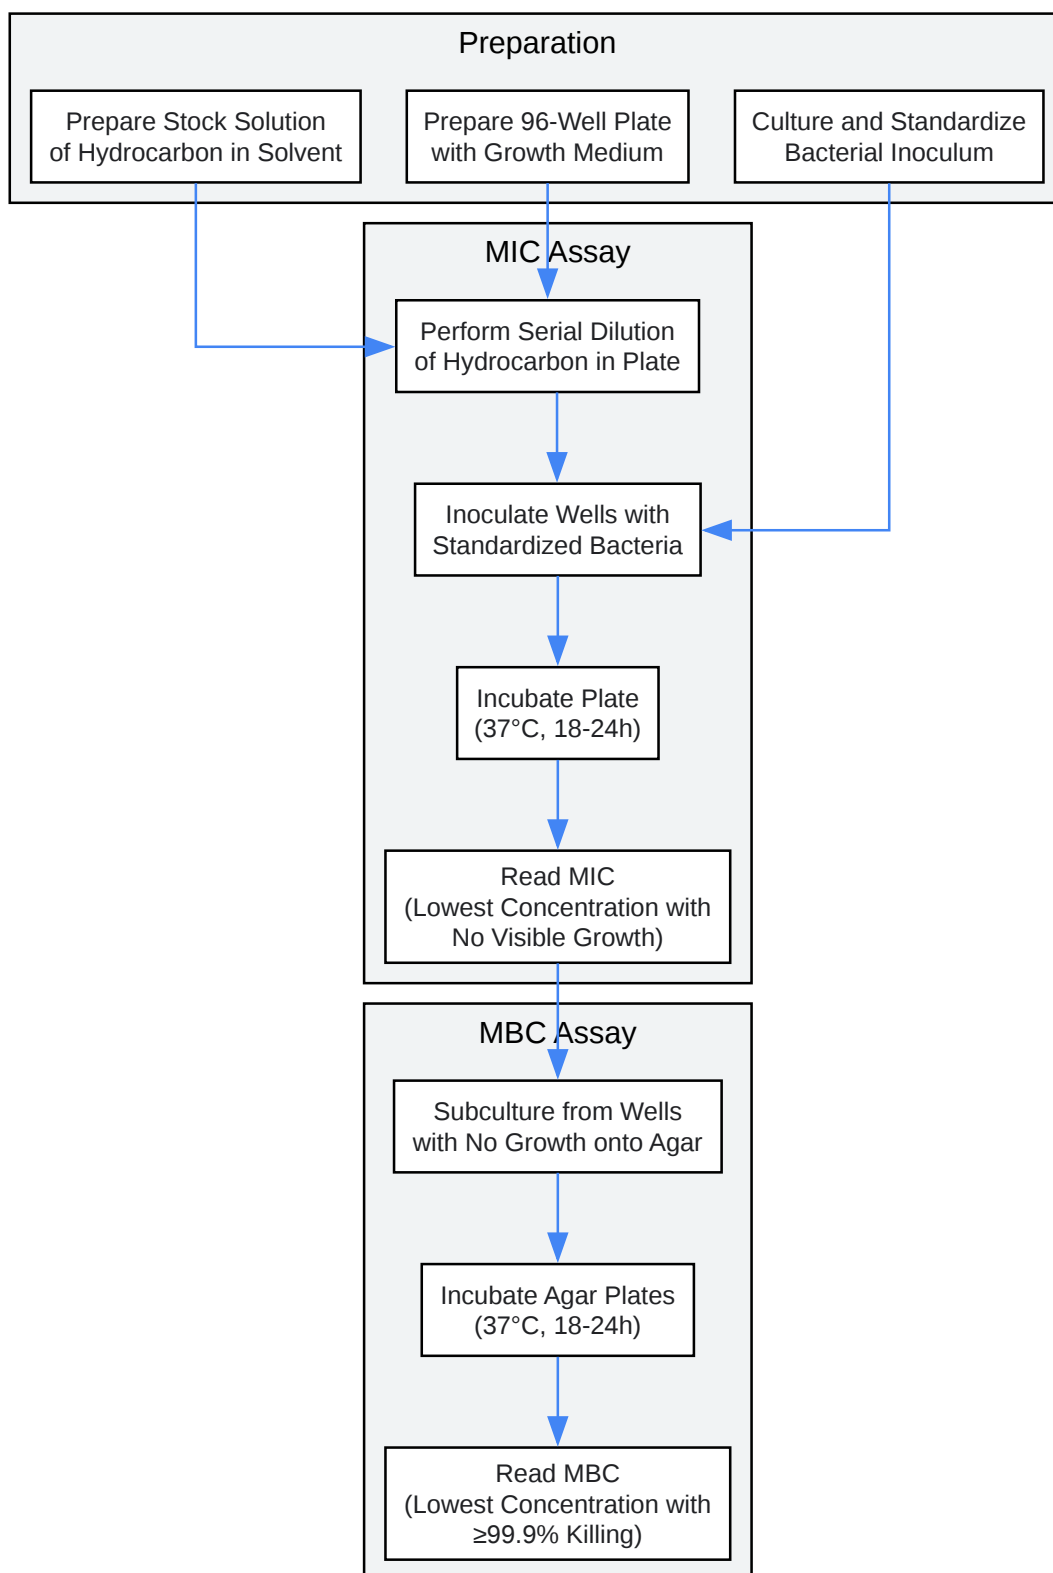 Preparation
Prepare Stock Solution
of Hydrocarbon in Solvent
Prepare 96-Well Plate
with Growth Medium
Culture and Standardize
Bacterial Inoculum
MIC Assay
Perform Serial Dilution
of Hydrocarbon in Plate
Inoculate Wells with
Standardized Bacteria
Incubate Plate
(37°C, 18-24h)
Read MIC
(Lowest Concentration with
No Visible Growth)
MBC Assay
Subculture from Wells
with No Growth onto Agar
Incubate Agar Plates
(37°C, 18-24h)
Read MBC
(Lowest Concentration with
≥99.9% Killing)